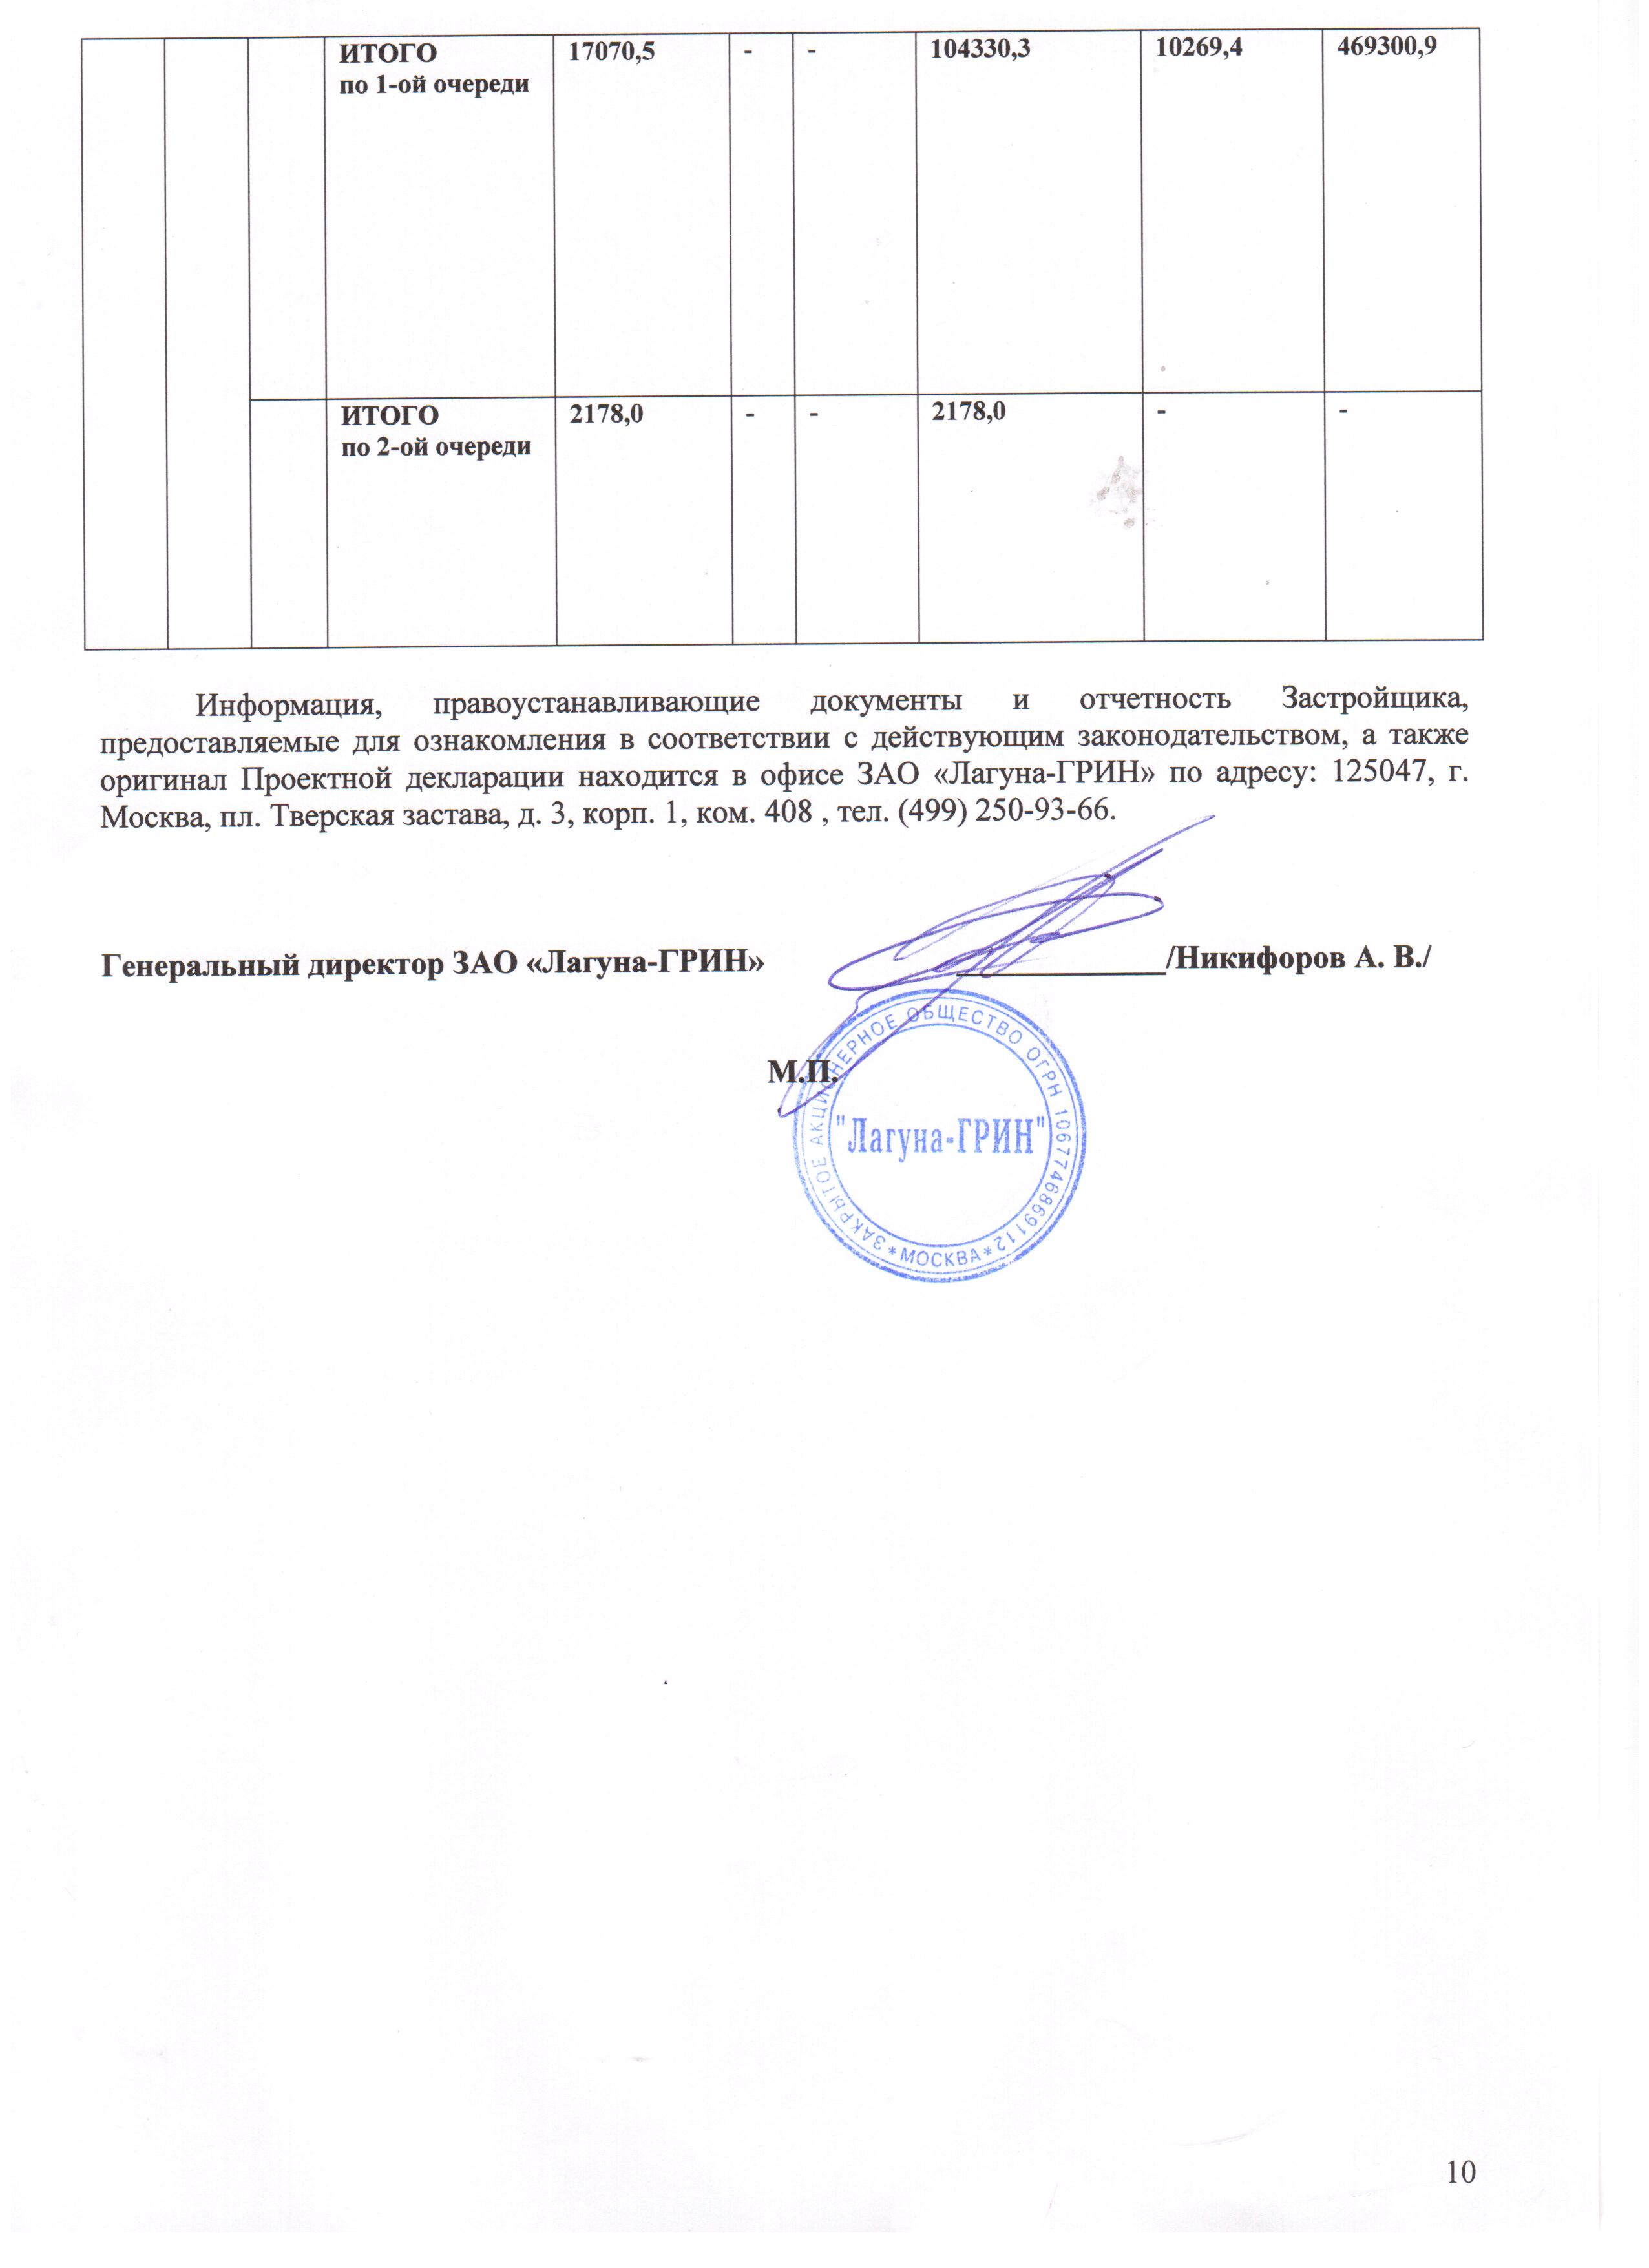 ИТОГО 17070,5 - - 104330,3 10269,4 469300,9
по 1-ой очереди
ИТОГО 2178,0 - - 2178,0 - -
по 2-ой очереди
Информация, правоустанавливающие документы и отчетность Застройщика,
предоставляемые для ознакомления в соответствии с действующим законодательством, а также
оригинал Проектной декларации находится в офисе ЗАО «Лагуна-ГРИН» по адресу: 125047, г.
Москва, пл. Тверская застава, д. 3, корп. 1, ком. 408 , тел. (499) 250-93-66.
Генеральный директор ЗАО «Лагуна-ГРИН» /Никифоров А. В./
М.П.
ЗАКРЫТОЕ АКЦИОНЕРНОЕ ОБЩЕСТВО ОГРН 1067746869112
"Лагуна-ГРИН"
*МОСКВА*
10